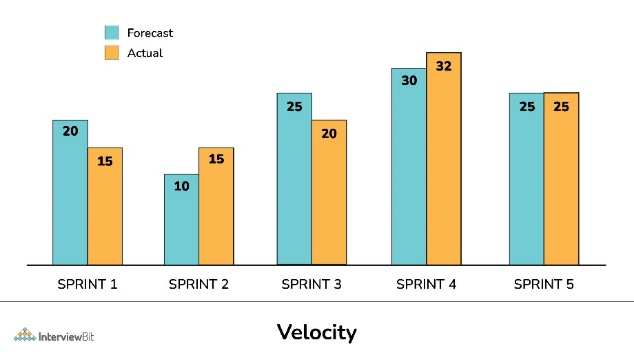 Forecast
Actual
20
15
10
15
25
20
30
32
25
25
SPRINT 1
SPRINT 2
SPRINT 3
SPRINT 4
SPRINT 5
InterviewBit
Velocity